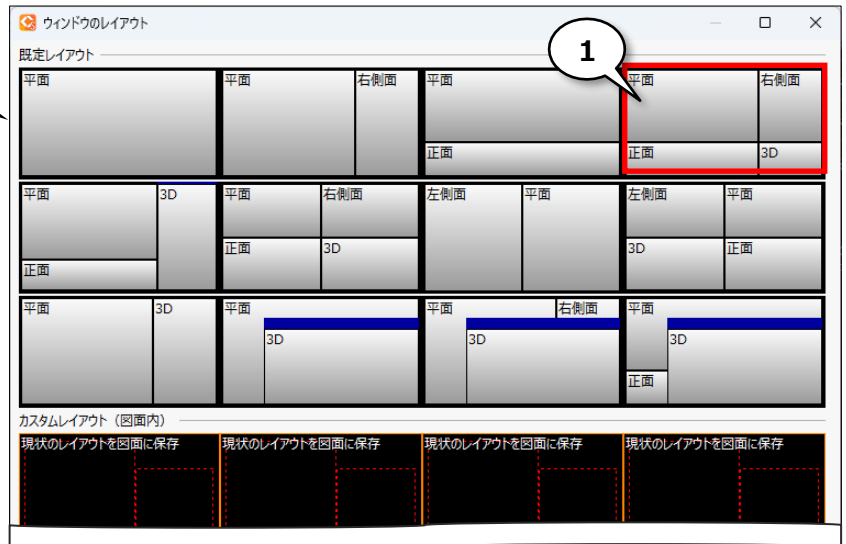 ウィンドウのレイアウト
既定レイアウト
1
平面
平面 右側面
平面
正面
平面 右側面
正面 3D
平面 3D
正面
平面 右側面
正面 3D
左側面 平面
左側面 平面
3D 正面
平面 3D
平面
3D
平面 右側面
3D
平面
3D
正面
カスタムレイアウト（図面内）
現状のレイアウトを図面に保存
現状のレイアウトを図面に保存
現状のレイアウトを図面に保存
現状のレイアウトを図面に保存